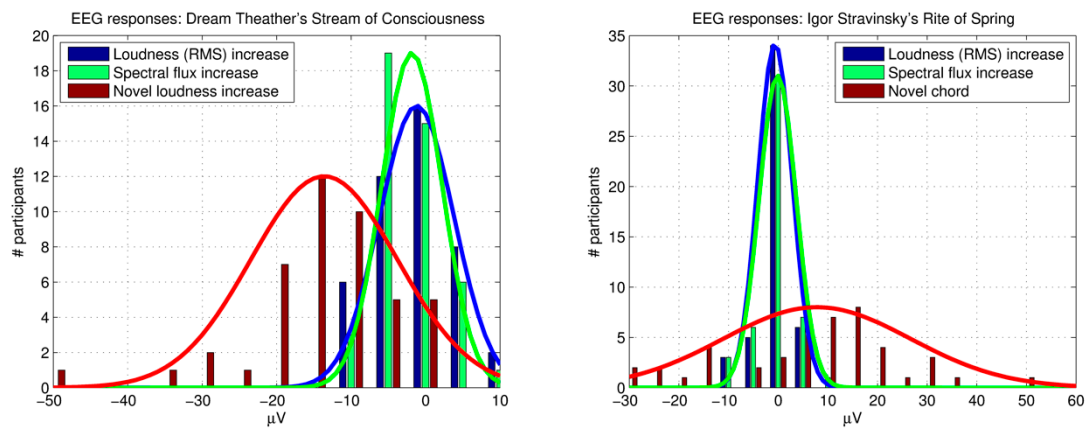 EEG responses: Dream Theather's Stream of Consciousness
20
18
16
14
12
10
8
6
4
2
0
# participants
Loudness (RMS) increase
Spectral flux increase
Novel loudness increase
−50 −40 −30 −20 −10 0 10
µV
EEG responses: Igor Stravinsky's Rite of Spring
35
30
25
20
15
10
5
0
# participants
Loudness (RMS) increase
Spectral flux increase
Novel chord
−30 −20 −10 0 10 20 30 40 50 60
µV